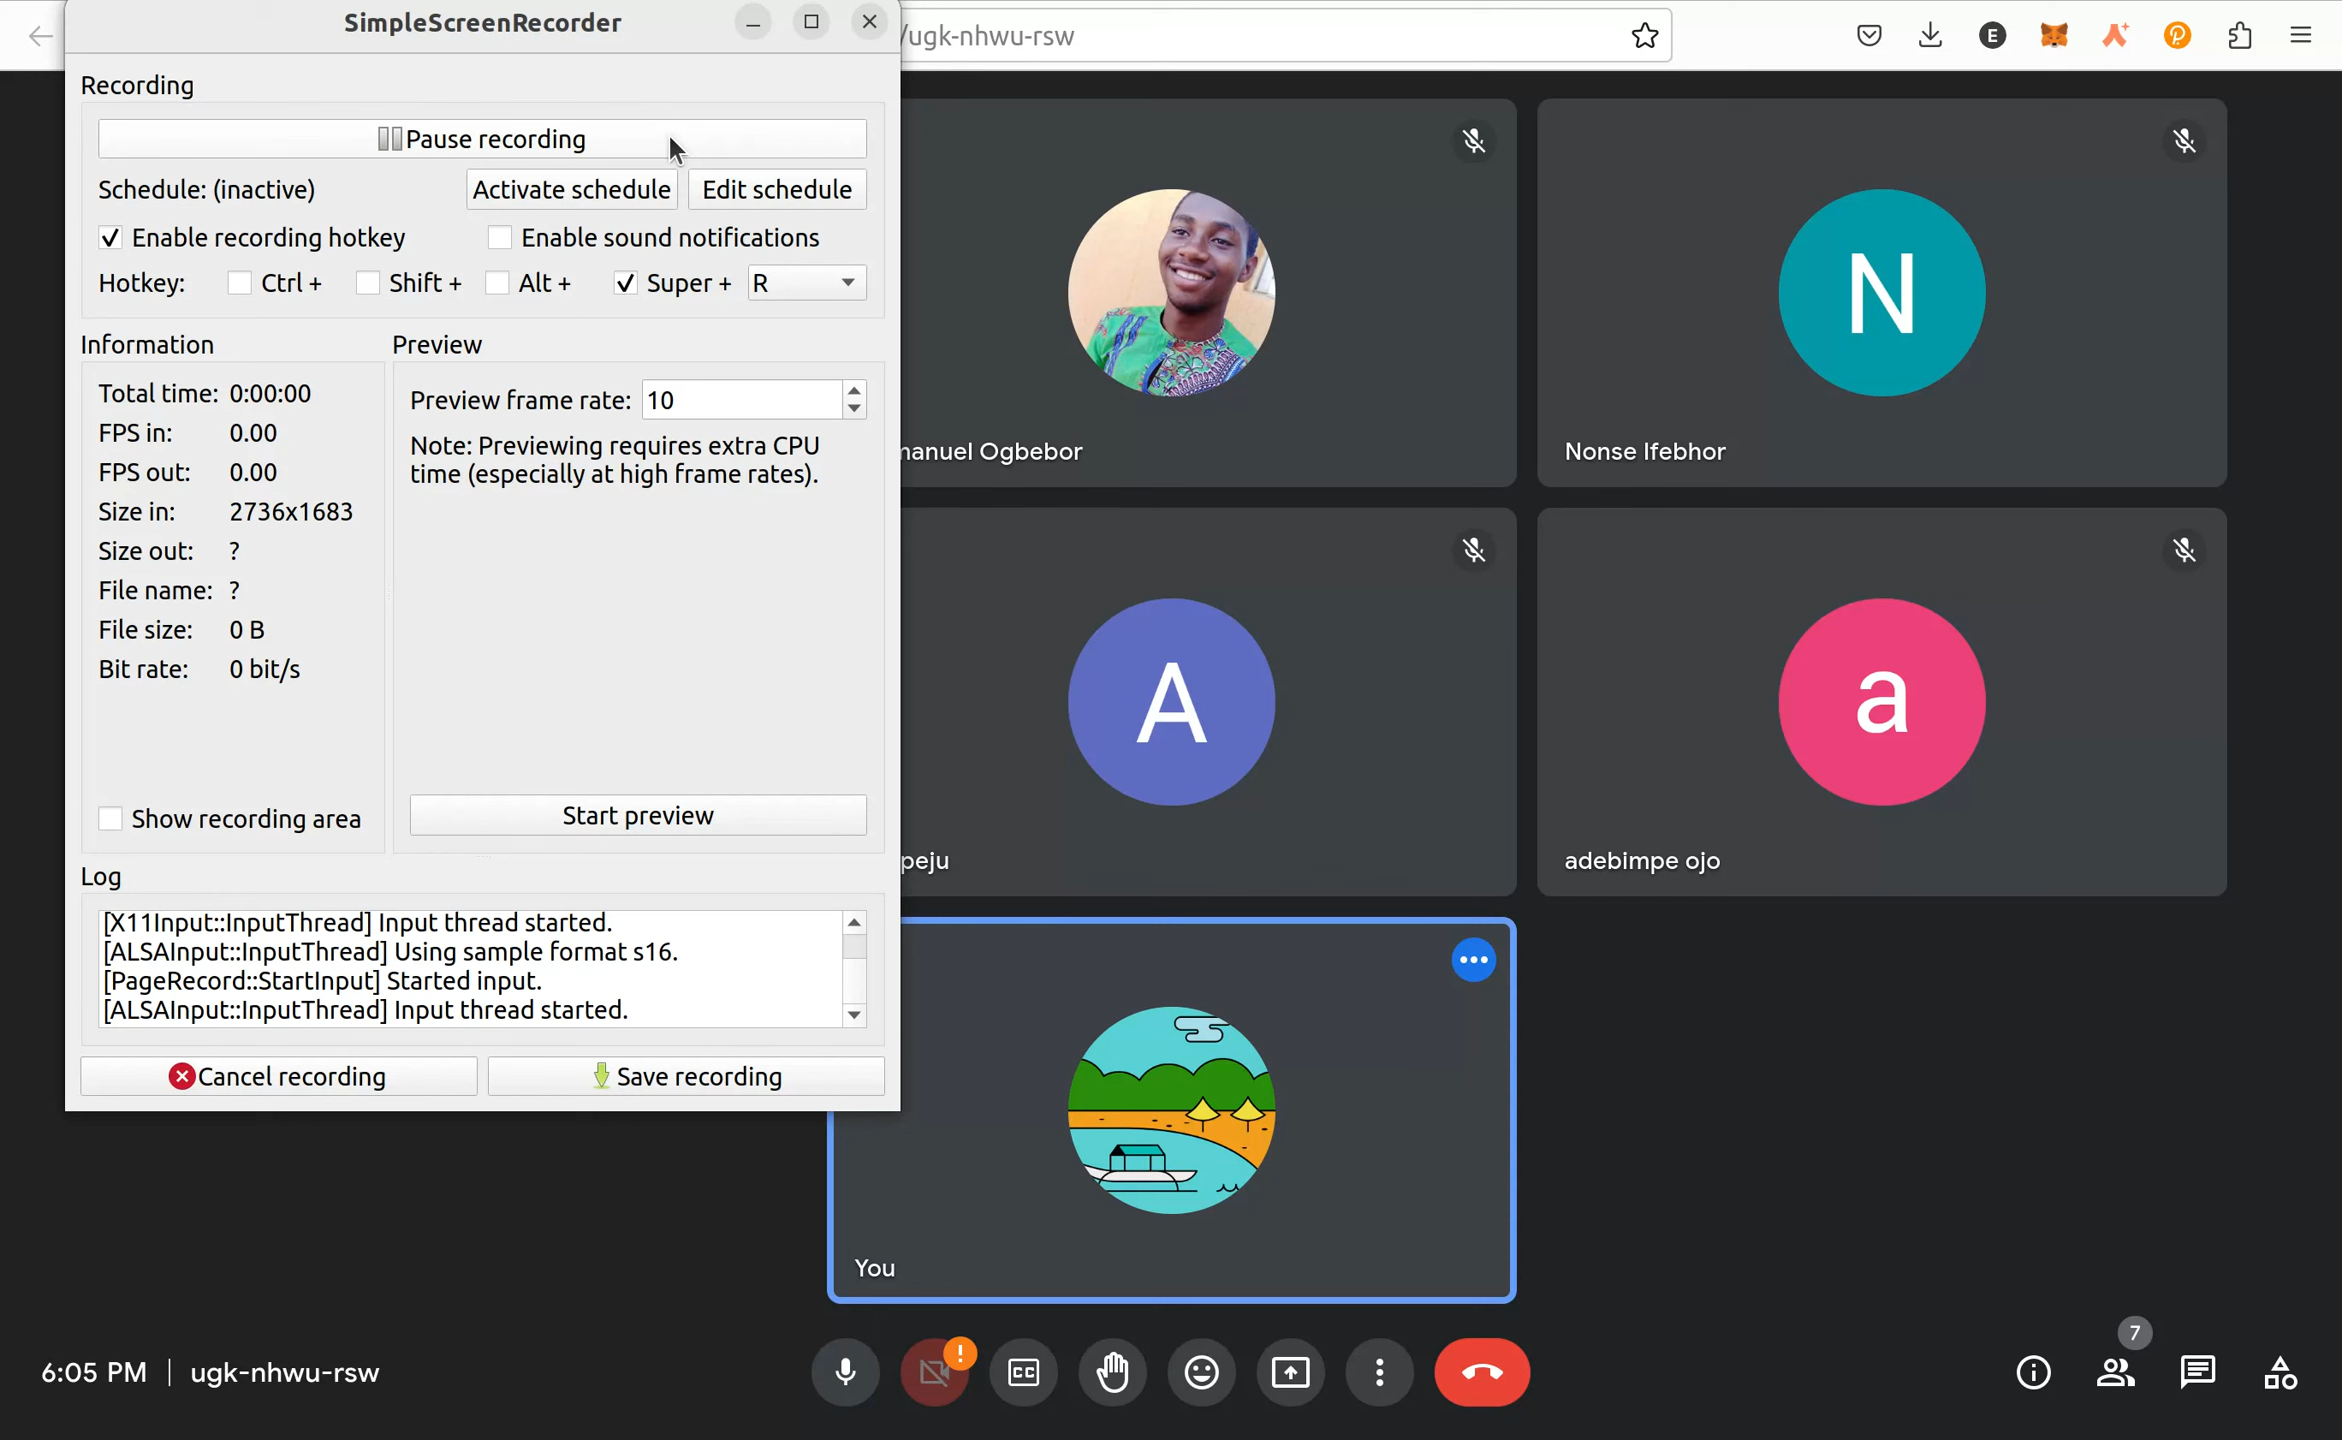 SimpleScreenRecorder
/ugk-nhwu-rsw
E
Recording
Pause recording
Schedule: (inactive)
Activate schedule
Edit schedule
Enable recording hotkey
Enable sound notifications
Hotkey:
Ctrl +
Shift +
Alt +
Super +
R
Information
Total time: 0:00:00
FPS in: 0.00
FPS out: 0.00
Size in: 2736x1683
Size out: ?
File name: ?
File size: 0 B
Bit rate: 0 bit/s
Show recording area
Preview
Preview frame rate: 10
Note: Previewing requires extra CPU
time (especially at high frame rates).
Start preview
Log
[X11Input::InputThread] Input thread started.
[ALSAInput::InputThread] Using sample format s16.
[PageRecord::StartInput] Started input.
[ALSAInput::InputThread] Input thread started.
Cancel recording
Save recording
manuel Ogbebor
N
Nonse Ifebhor
A
peju
a
adebimpe ojo
You
6:05 PM | ugk-nhwu-rsw
!
CC
7